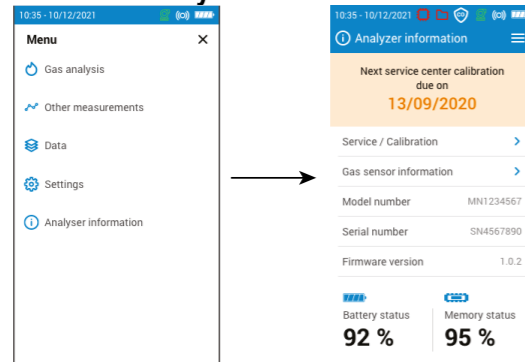 10:35 - 10/12/2021
Menu
Gas analysis
Other measurements
Data
Settings
Analyser information
10:35 - 10/12/2021
Analyzer information
Next service center calibration
due on
13/09/2020
Service / Calibration
Gas sensor information
Model number MN1234567
Serial number SN4567890
Firmware version 1.0.2
Battery status Memory status
92 % 95 %